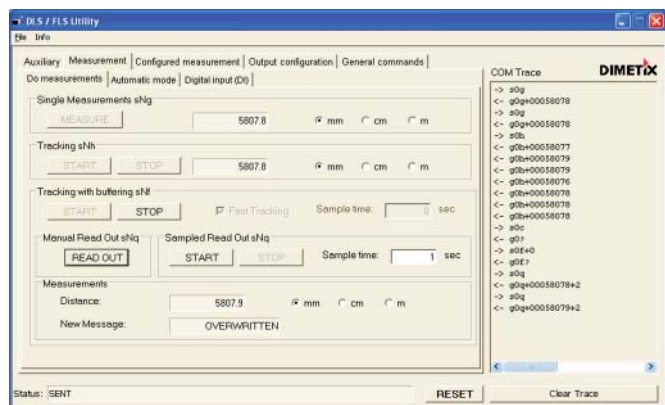 DLS / FLS Utility
File Info
Auxiliary Measurement Configured measurement Output configuration General commands
Do measurements Automatic mode Digital input (DI)
Single Measurements sNg
MEASURE 5807.8 mm cm m
Tracking sNh
START STOP 5807.8 mm cm m
Tracking with buffering sNf
START STOP Fast Tracking Sample time: 0 sec
Manual Read Out sNq
READ OUT
Sampled Read Out sNq
START STOP Sample time: 1 sec
Measurements
Distance: 5807.9 mm cm m
New Message: OVERWRITTEN
COM Trace
DIMETIX
-> s0g
<- g0g+00058078
-> s0g
<- g0g+00058078
-> s0h
<- g0h+00058077
<- g0h+00058079
<- g0h+00058079
<- g0h+00058076
<- g0h+00058078
<- g0h+00058078
<- g0h+00058078
-> s0c
<- g0?
-> s0f+0
<- g0f?
-> s0q
<- g0q+00058078+2
-> s0q
<- g0q+00058079+2
Status: SENT
RESET
Clear Trace